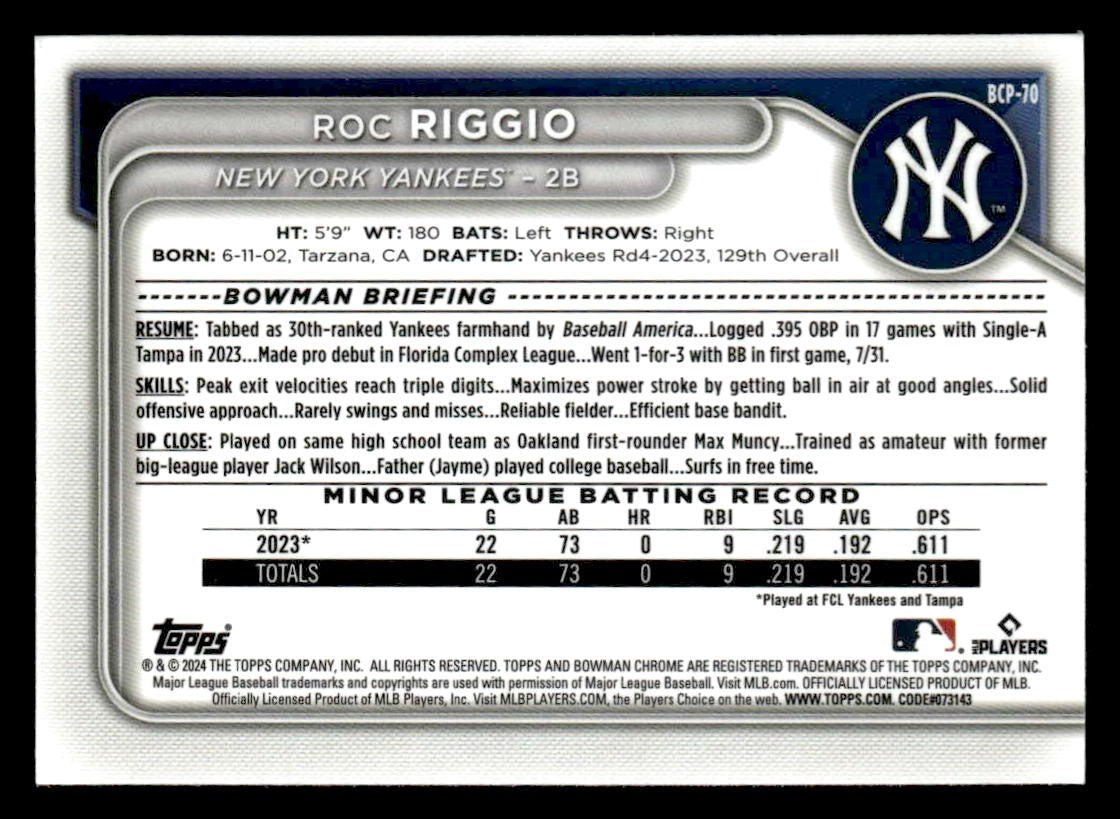 BCP-70
ROC RIGGIO
NEW YORK YANKEES® – 2B
NY
™
HT: 5'9" WT: 180 BATS: Left THROWS: Right
BORN: 6-11-02, Tarzana, CA DRAFTED: Yankees Rd4-2023, 129th Overall
-------BOWMAN BRIEFING -------
RESUME: Tabbed as 30th-ranked Yankees farmhand by Baseball America...Logged .395 OBP in 17 games with Single-A
Tampa in 2023...Made pro debut in Florida Complex League...Went 1-for-3 with BB in first game, 7/31.
SKILLS: Peak exit velocities reach triple digits...Maximizes power stroke by getting ball in air at good angles...Solid
offensive approach...Rarely swings and misses...Reliable fielder...Efficient base bandit.
UP CLOSE: Played on same high school team as Oakland first-rounder Max Muncy...Trained as amateur with former
big-league player Jack Wilson...Father (Jayme) played college baseball...Surfs in free time.
MINOR LEAGUE BATTING RECORD
YR G AB HR RBI SLG AVG OPS
2023* 22 73 0 9 .219 .192 .611
TOTALS 22 73 0 9 .219 .192 .611
*Played at FCL Yankees and Tampa
topps® MLB PLAYERS
® & © 2024 THE TOPPS COMPANY, INC. ALL RIGHTS RESERVED. TOPPS AND BOWMAN CHROME ARE REGISTERED TRADEMARKS OF THE TOPPS COMPANY, INC.
Major League Baseball trademarks and copyrights are used with permission of Major League Baseball. Visit MLB.com. OFFICIALLY LICENSED PRODUCT OF MLB.
Officially Licensed Product of MLB Players, Inc. Visit MLBPLAYERS.COM, the Players Choice on the web. WWW.TOPPS.COM. CODE#073143